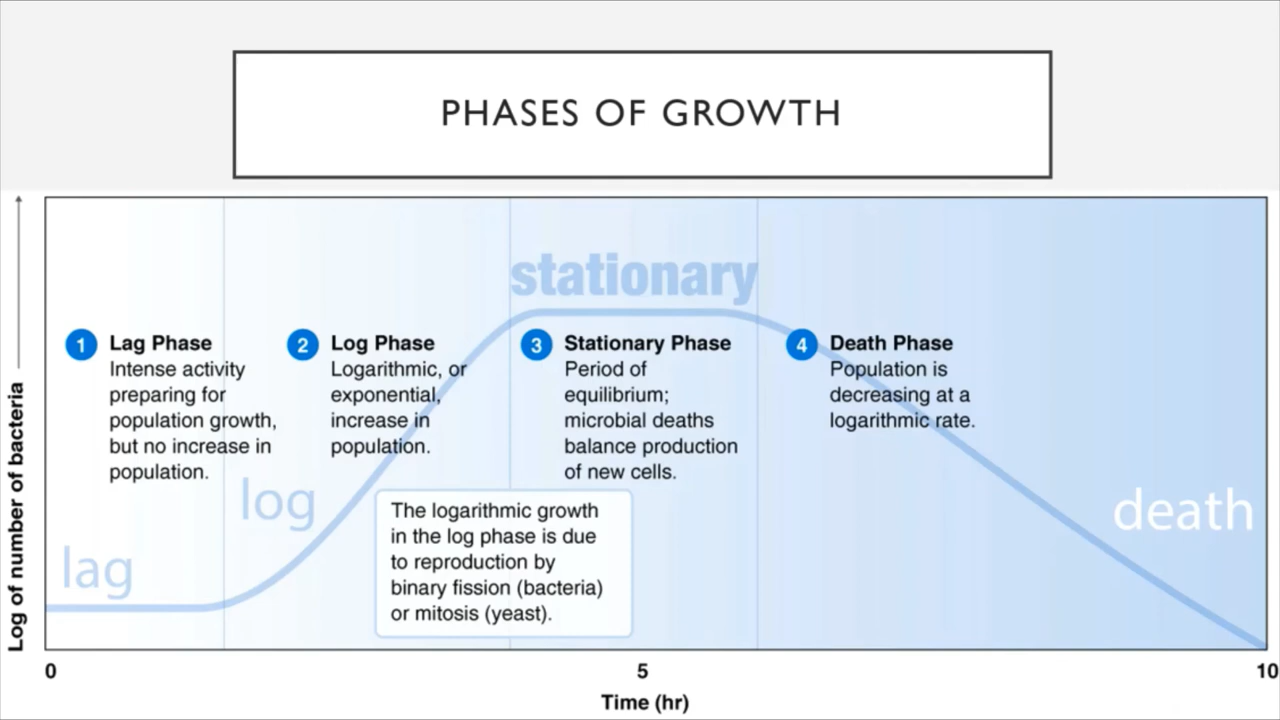 PHASES OF GROWTH
Log of number of bacteria
stationary
1 Lag Phase
Intense activity
preparing for
population growth,
but no increase in
population.
2 Log Phase
Logarithmic, or
exponential,
increase in
population.
3 Stationary Phase
Period of
equilibrium;
microbial deaths
balance production
of new cells.
4 Death Phase
Population is
decreasing at a
logarithmic rate.
lag
log
The logarithmic growth
in the log phase is due
to reproduction by
binary fission (bacteria)
or mitosis (yeast).
death
0 5 10
Time (hr)